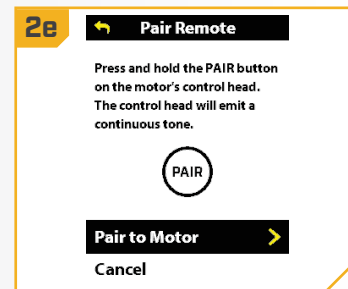 2e
Pair Remote
Press and hold the PAIR button
on the motor's control head.
The control head will emit a
continuous tone.
PAIR
Pair to Motor
Cancel